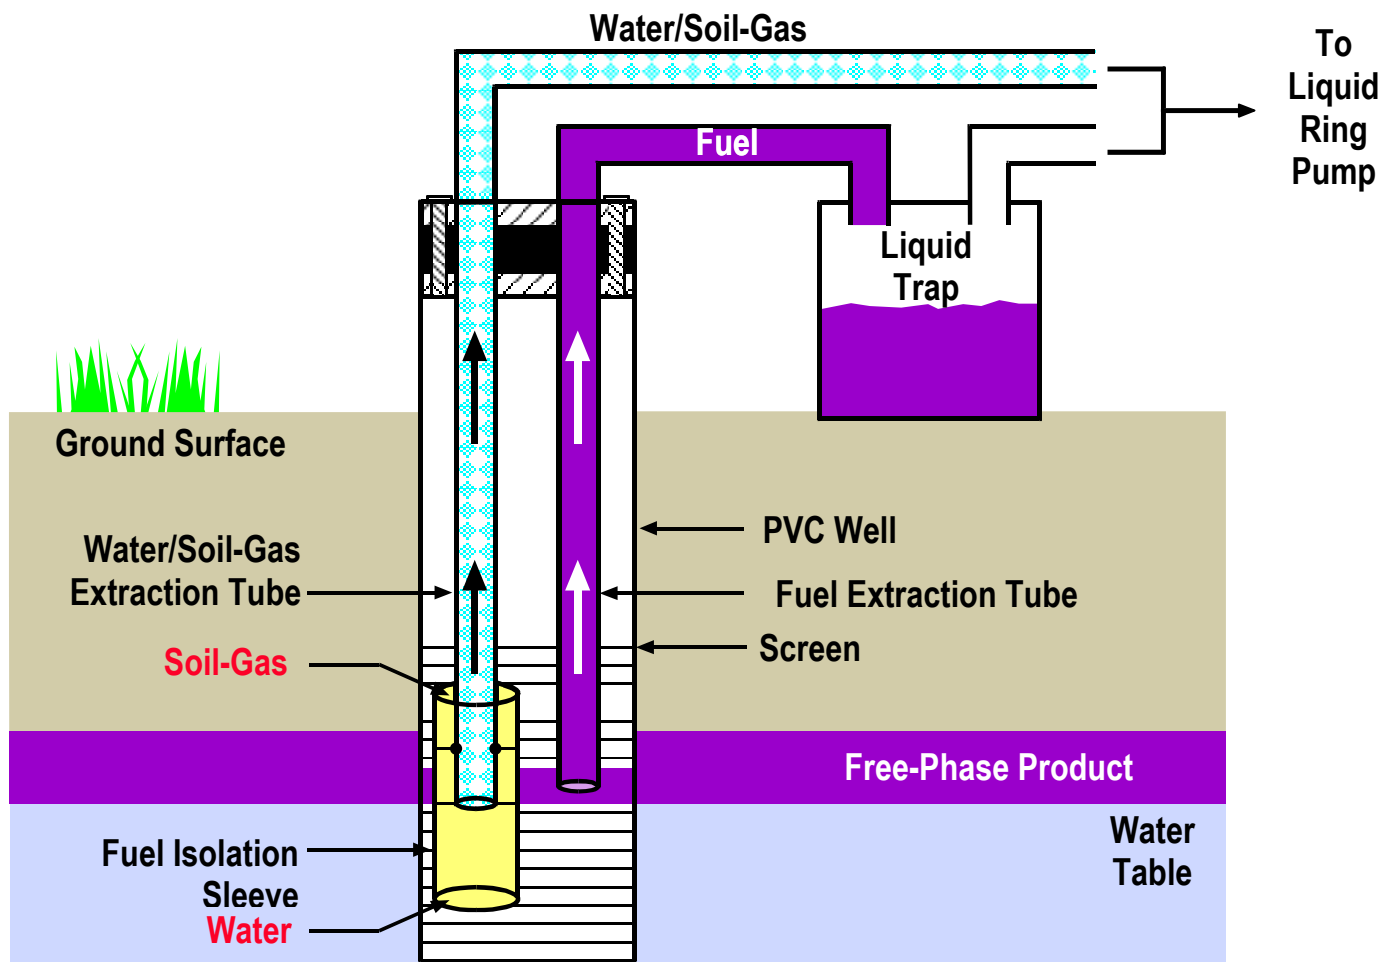 Water/Soil-Gas
To
Liquid
Ring
Pump
Fuel
Liquid
Trap
Ground Surface
PVC Well
Water/Soil-Gas
Extraction Tube
Fuel Extraction Tube
Screen
Soil-Gas
Free-Phase Product
Water
Table
Fuel Isolation
Sleeve
Water